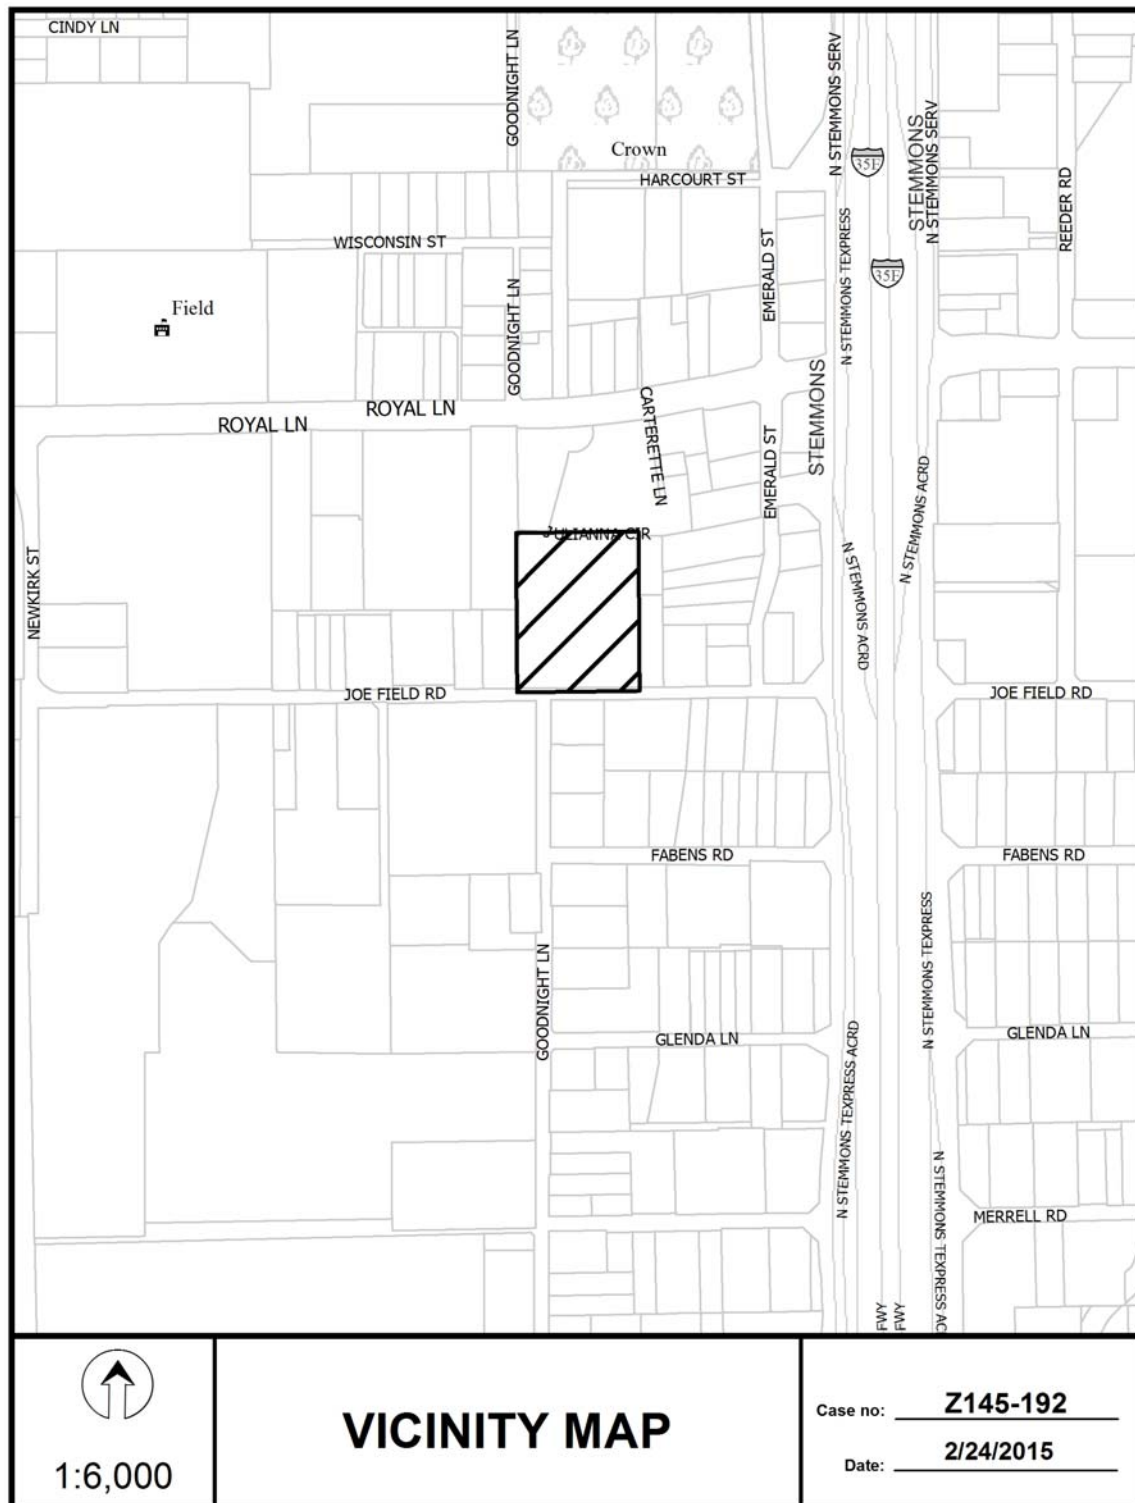 CINDY LN
GOODNIGHT LN
N STEMMONS SERV
STEMMONS
N STEMMONS SERV
Crown
35E
HARCOURT ST
REEDER RD
WISCONSIN ST
EMERALD ST
N STEMMONS TEXPRESS
35E
Field
GOODNIGHT LN
STEMMONS
ROYAL LN
ROYAL LN
CARTERETTE LN
EMERALD ST
N STEMMONS ACRD
JULIANNA CIR
NEWKIRK ST
N STEMMONS ACRD
JOE FIELD RD
JOE FIELD RD
FABENS RD
FABENS RD
GOODNIGHT LN
N STEMMONS TEXPRESS
GLENDA LN
GLENDA LN
N STEMMONS TEXPRESS ACRD
MERRELL RD
N STEMMONS TEXPRESS AC
FWY
FWY
1:6,000
VICINITY MAP
Case no: Z145-192
Date: 2/24/2015